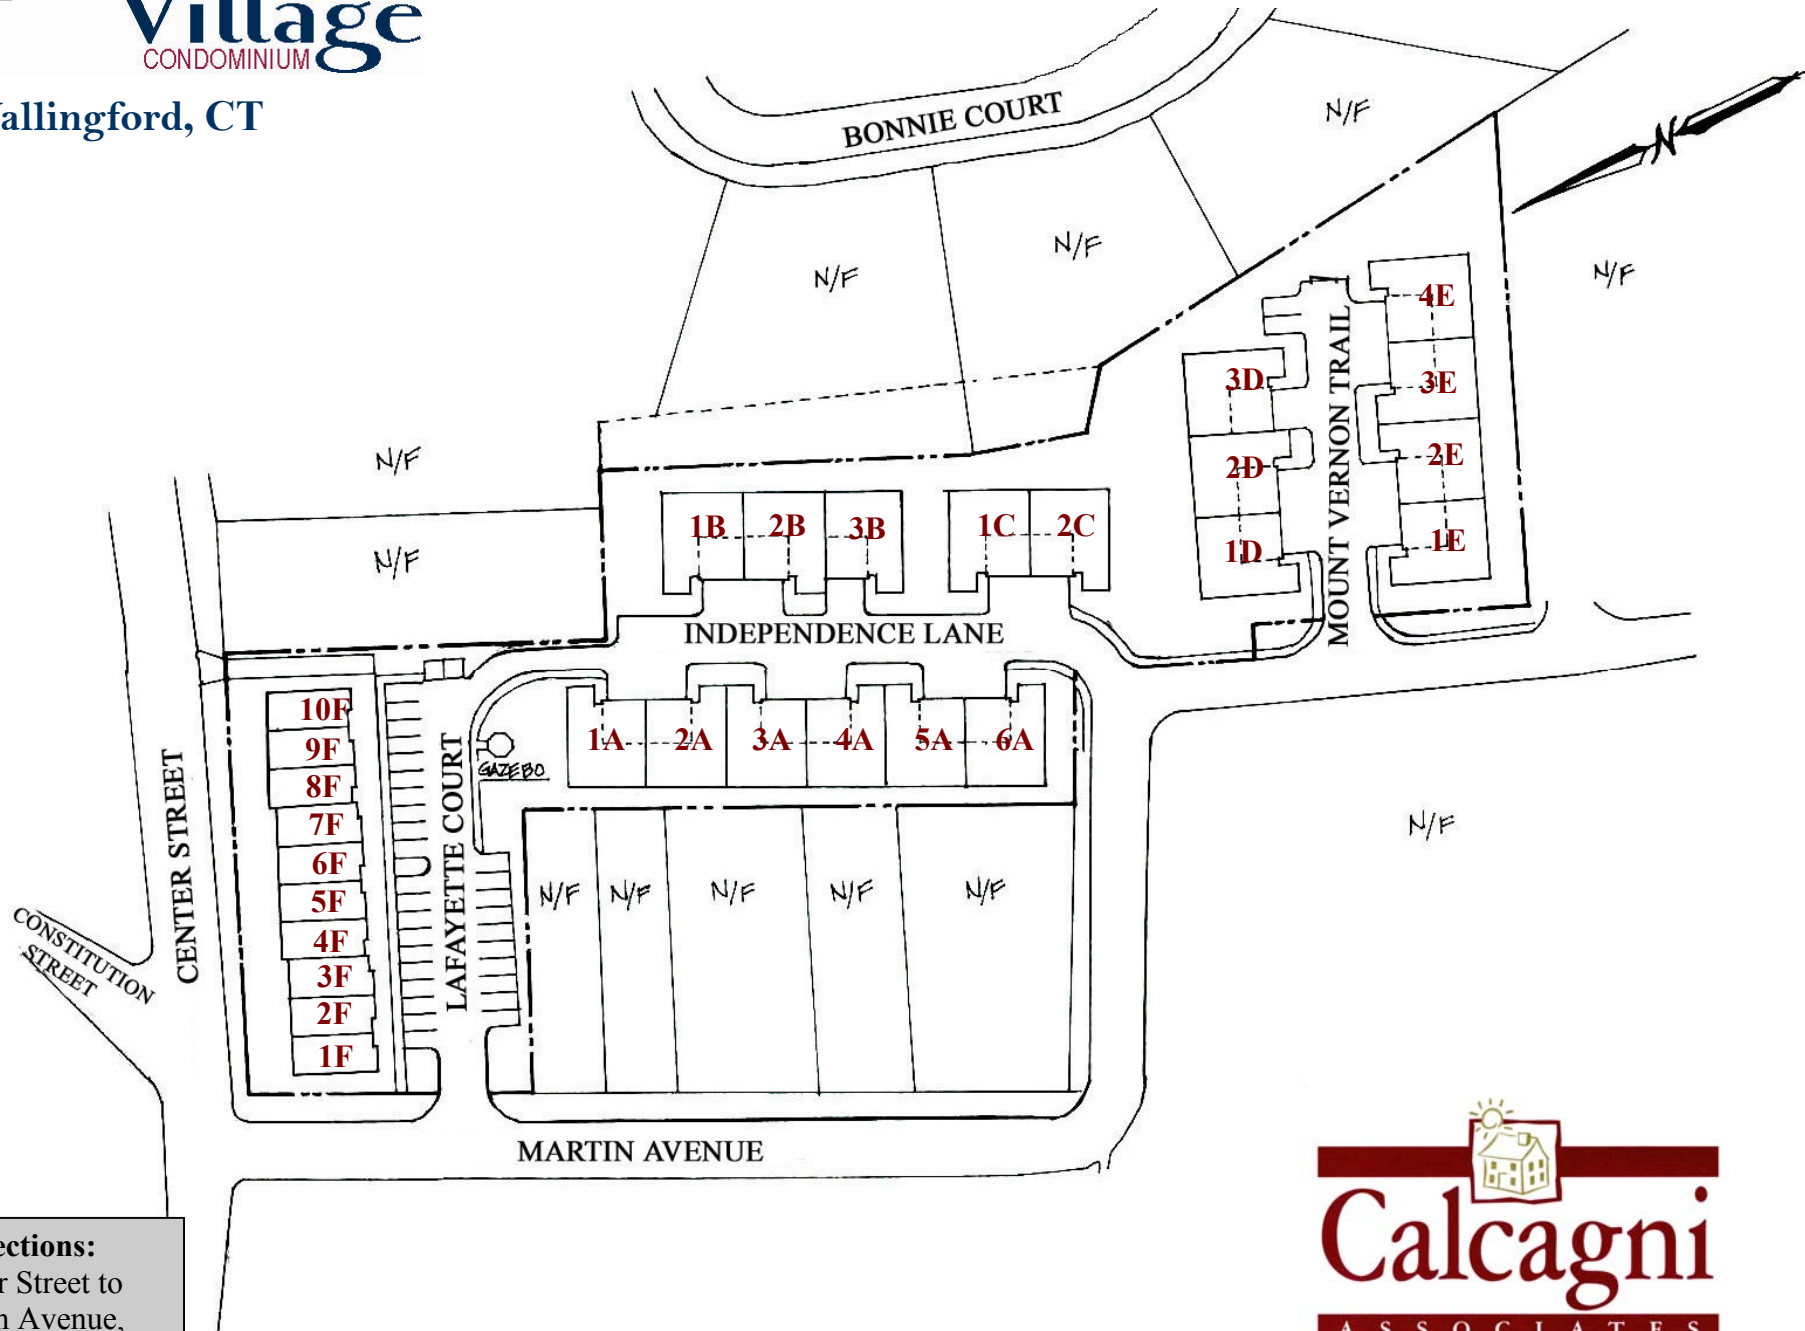 Village
CONDOMINIUM
allingford, CT
BONNIE COURT
N/F
N
N/F
N/F
N/F
4E
3D
3E
MOUNT VERNON TRAIL
2D
2E
1D
1E
N/F
N/F
1B
2B
3B
1C
2C
INDEPENDENCE LANE
10F
9F
8F
7F
6F
5F
4F
3F
2F
1F
LAFAYETTE COURT
GAZEBO
1A
2A
3A
4A
5A
6A
CENTER STREET
CONSTITUTION
STREET
N/F
N/F
N/F
N/F
N/F
N/F
MARTIN AVENUE
ections:
r Street to
n Avenue,
Calcagni
ASSOCIATES